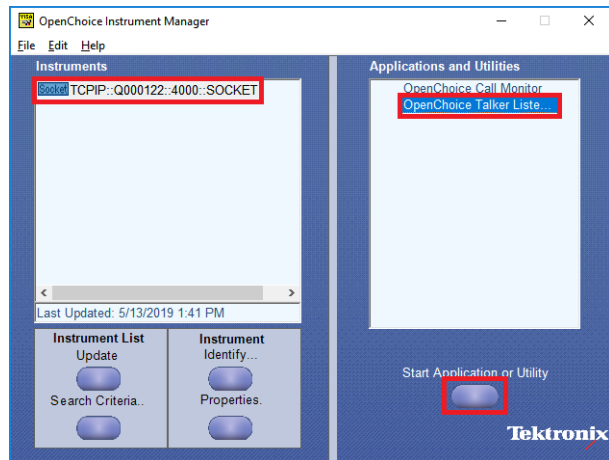 OpenChoice Instrument Manager
File Edit Help
Instruments
Socket TCPIP::Q000122::4000::SOCKET
Last Updated: 5/13/2019 1:41 PM
Instrument List
Update
Search Criteria..
Instrument
Identify...
Properties.
Applications and Utilities
OpenChoice Call Monitor
OpenChoice Talker Liste...
Start Application or Utility
Tektronix